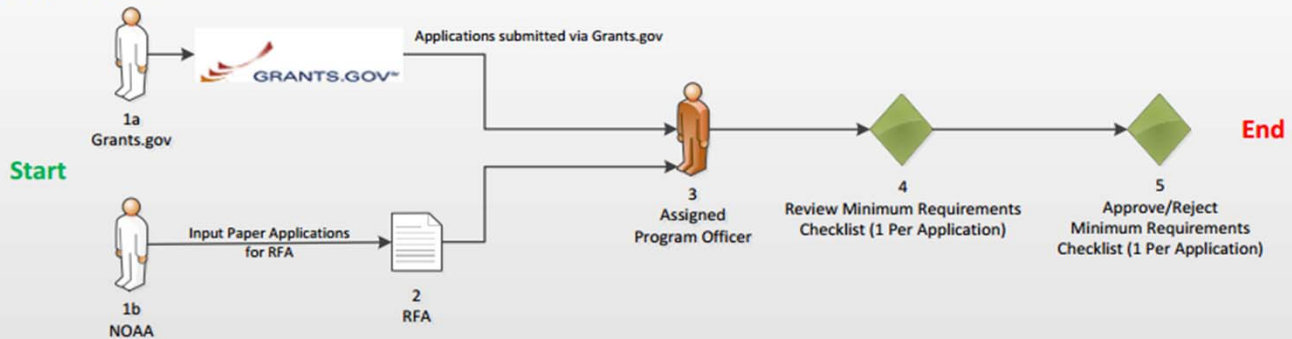 Applications submitted via Grants.gov
GRANTS.GOV℠
1a
Grants.gov
Start
End
3
Assigned
Program Officer
4
Review Minimum Requirements
Checklist (1 Per Application)
5
Approve/Reject
Minimum Requirements
Checklist (1 Per Application)
Input Paper Applications
for RFA
2
RFA
1b
NOAA